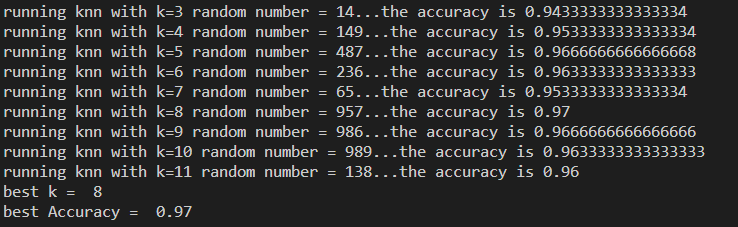 running knn with k=3 random number = 14...the accuracy is 0.9433333333333334
running knn with k=4 random number = 149...the accuracy is 0.9533333333333334
running knn with k=5 random number = 487...the accuracy is 0.9666666666666668
running knn with k=6 random number = 236...the accuracy is 0.9633333333333333
running knn with k=7 random number = 65...the accuracy is 0.9533333333333334
running knn with k=8 random number = 957...the accuracy is 0.97
running knn with k=9 random number = 986...the accuracy is 0.9666666666666666
running knn with k=10 random number = 989...the accuracy is 0.9633333333333333
running knn with k=11 random number = 138...the accuracy is 0.96
best k =  8
best Accuracy =  0.97